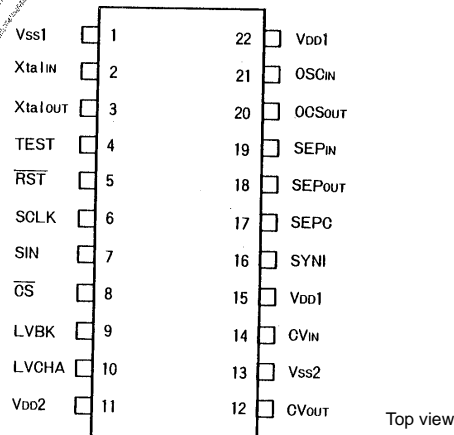 Vss1 1 22 VDD1
XtalIN 2 21 OSCIN
XtalOUT 3 20 OCSOUT
TEST 4 19 SEPIN
R̅S̅T̅ 5 18 SEPOUT
SCLK 6 17 SEPC
SIN 7 16 SYNI
C̅S̅ 8 15 VDD1
LVBK 9 14 CVIN
LVCHA 10 13 Vss2
VDD2 11 12 CVOUT
Top view